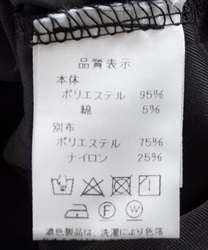 品質表示
本体
ポリエステル 95%
綿 5%
別布
ポリエステル 75%
ナイロン 25%
F W
濃色製品は、洗濯により色落